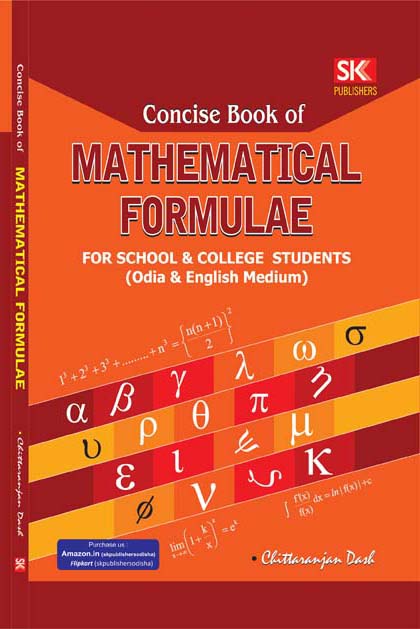 Concise Book of MATHEMATICAL FORMULAE
• Chittaranjan Dash
SK
SK
PUBLISHERS
Concise Book of
MATHEMATICAL
FORMULAE
FOR SCHOOL & COLLEGE STUDENTS
(Odia & English Medium)
1³+2³+3³+.........+n³={n(n+1)/2}²
α β γ λ ω σ
υ ρ θ π ξ
ε ι ξ μ
φ ν ς κ
∫ f'(x)/f(x) dx = ln|f(x)|+c
lim x→∞ (1+k/x)^x = e^k
Purchase us :
Amazon.in (skpublishersodisha)
Flipkart (skpublishersodisha)
• Chittaranjan Dash